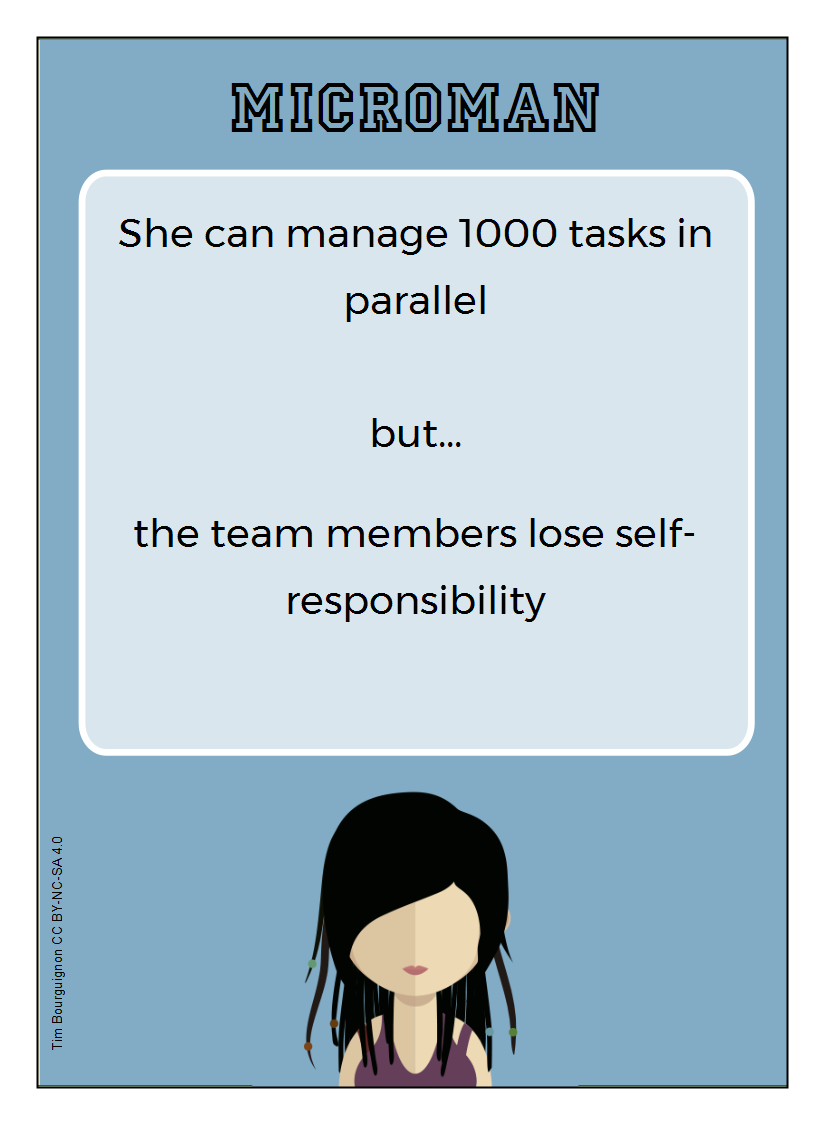 MICROMAN
She can manage 1000 tasks in
parallel
but...
the team members lose self-
responsibility
Tim Bourguignon CC BY-NC-SA 4.0